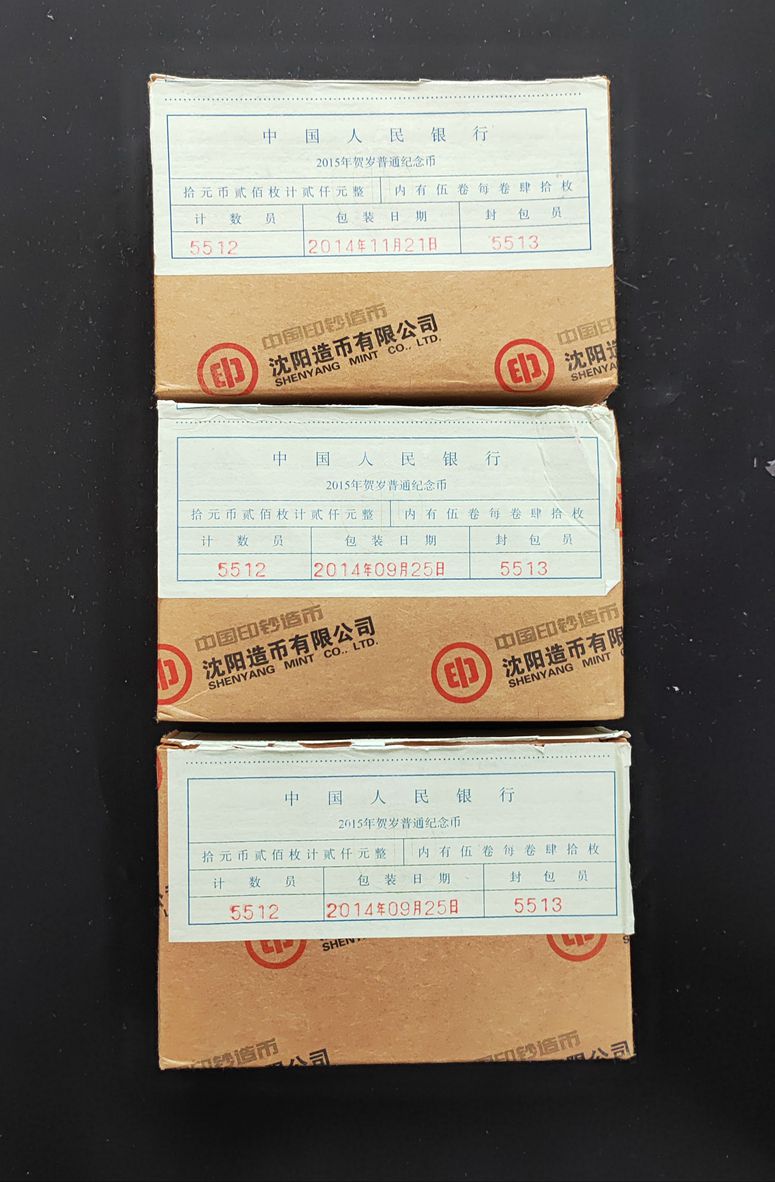 中国人民银行
2015年贺岁普通纪念币
拾元币贰佰枚计贰仟元整 内有伍卷每卷肆拾枚
计数员 包装日期 封包员
5512 2014年11月21日 5513
中国印钞造币 中国印
沈阳造币有限公司 沈阳造
SHENYANG MINT CO., LTD. SHENYANG
中国人民银行
2015年贺岁普通纪念币
拾元币贰佰枚计贰仟元整 内有伍卷每卷肆拾枚
计数员 包装日期 封包员
5512 2014年09月25日 5513
中国印钞造币 中国印钞造币
沈阳造币有限公司 沈阳造币有限
SHENYANG MINT CO., LTD. SHENYANG MINT
中国人民银行
2015年贺岁普通纪念币
拾元币贰佰枚计贰仟元整 内有伍卷每卷肆拾枚
计数员 包装日期 封包员
5512 2014年09月25日 5513
SHENYANG SHENYANG MINT
中国印钞造币 中国印钞造币
公司 公司